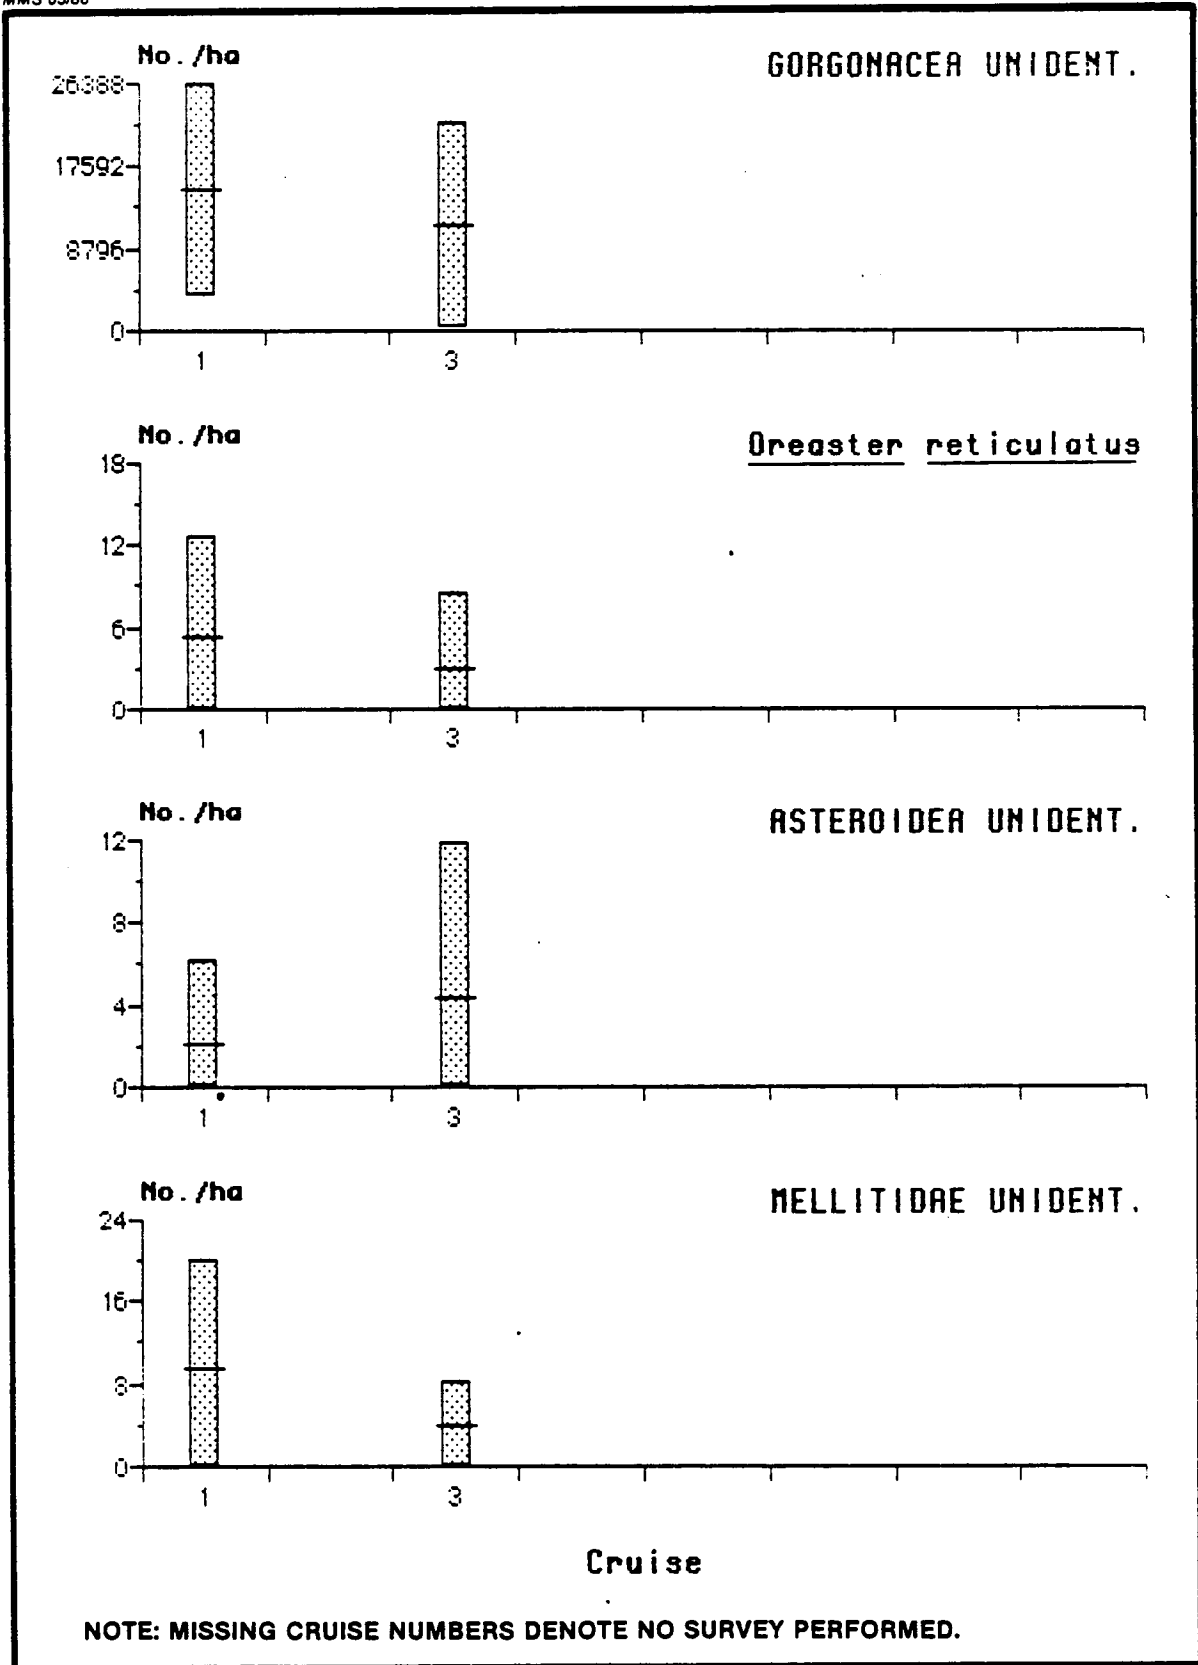 No./ha
GORGONACEA UNIDENT.
26388
17592
8796
0
1 3
No./ha
Oreaster reticulatus
18
12
6
0
1 3
No./ha
ASTEROIDEA UNIDENT.
12
8
4
0
1 3
No./ha
MELLITIDAE UNIDENT.
24
16
8
0
1 3
Cruise
NOTE: MISSING CRUISE NUMBERS DENOTE NO SURVEY PERFORMED.